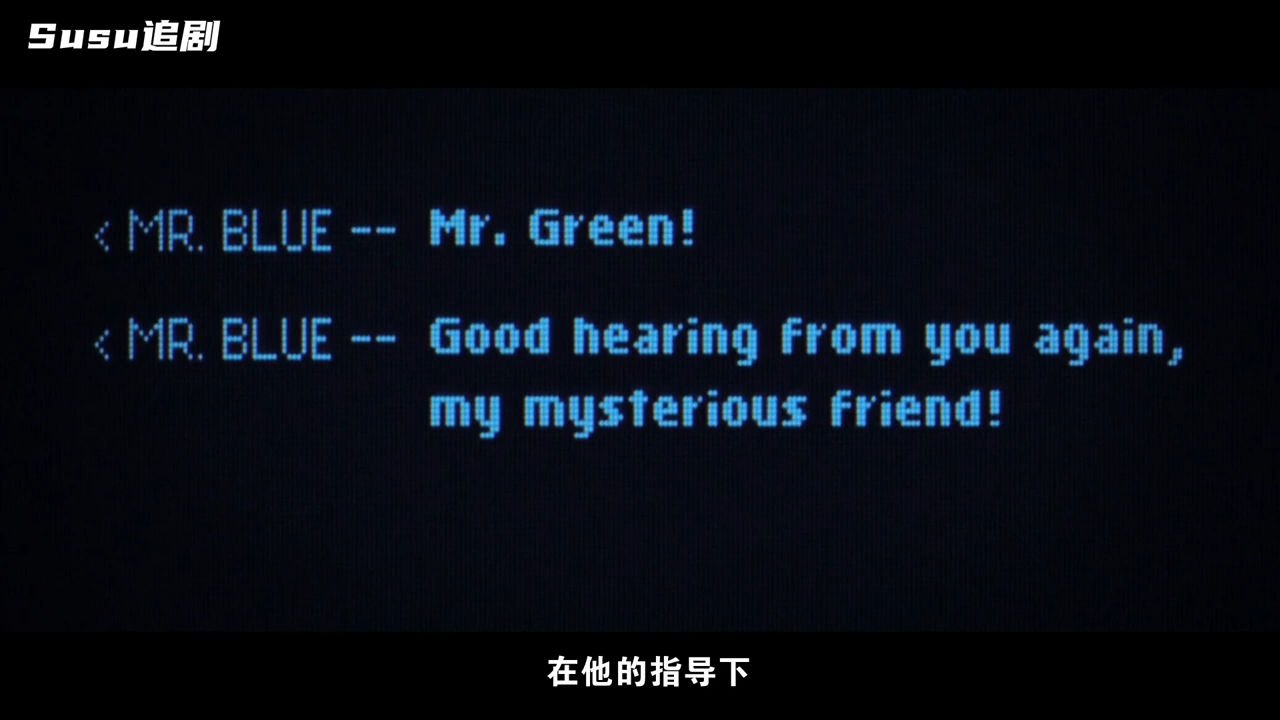 Susu追剧
< MR. BLUE -- Mr. Green!
< MR. BLUE -- Good hearing from you again,
my mysterious friend!
在他的指导下